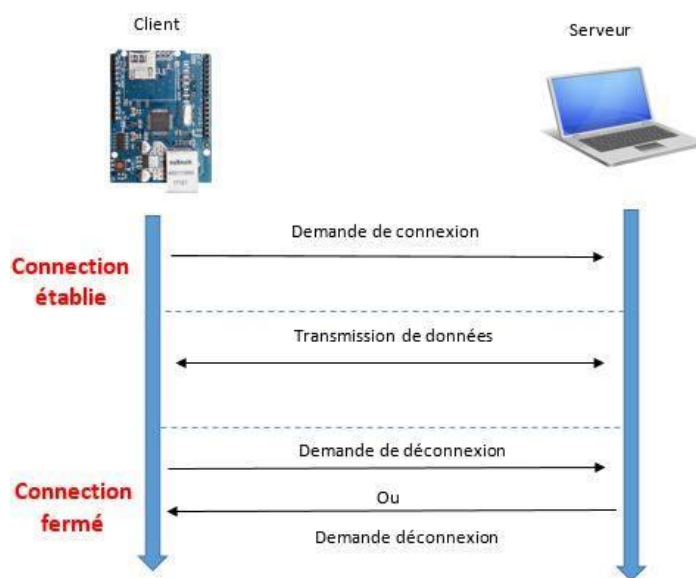 Client
Serveur
Demande de connexion
Connection
établie
Transmission de données
Demande de déconnexion
Connection
fermé
Ou
Demande déconnexion